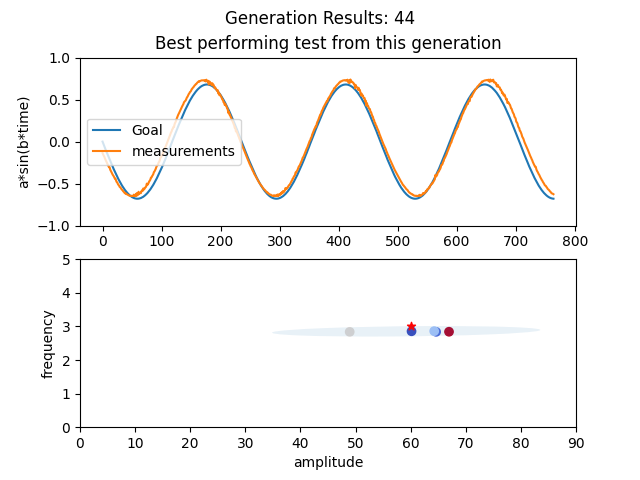 Generation Results: 44
Best performing test from this generation
a*sin(b*time)
1.0
0.5
0.0
−0.5
−1.0
Goal
measurements
0 100 200 300 400 500 600 700 800
frequency
5
4
3
2
1
0
0 10 20 30 40 50 60 70 80 90
amplitude